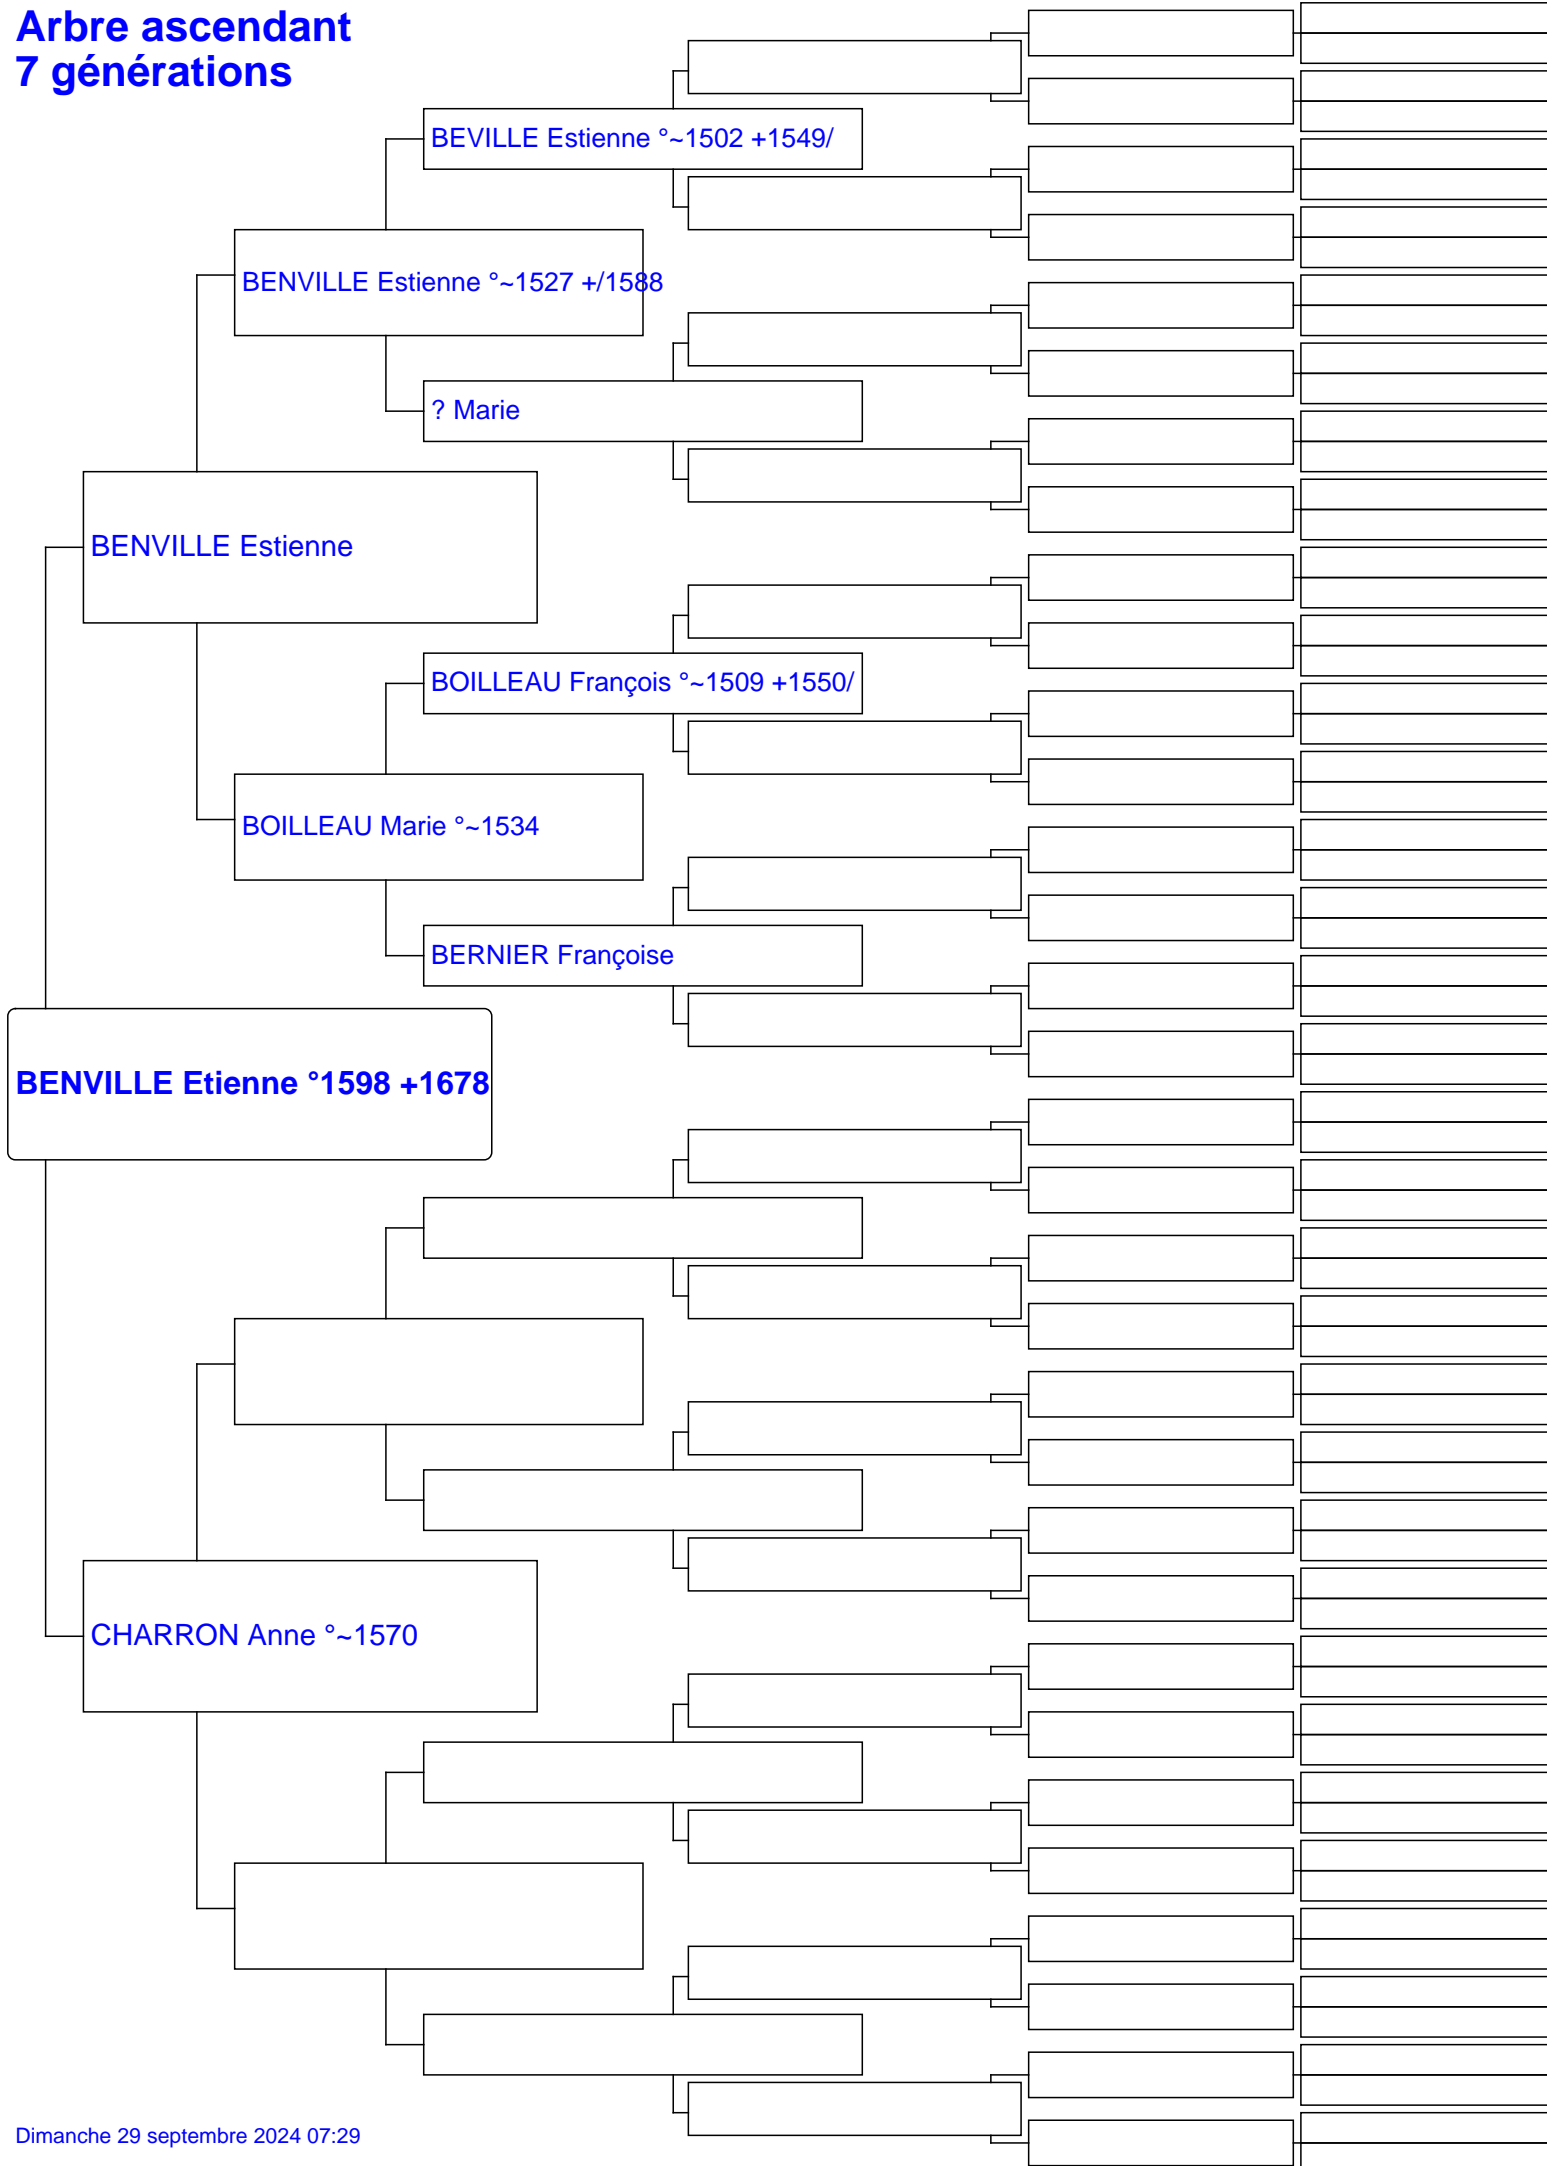 Arbre ascendant
7 générations
BEVILLE Estienne °~1502 +1549/
BENVILLE Estienne °~1527 +/1588
? Marie
BENVILLE Estienne
BOILLEAU François °~1509 +1550/
BOILLEAU Marie °~1534
BERNIER Françoise
BENVILLE Etienne °1598 +1678
CHARRON Anne °~1570
Dimanche 29 septembre 2024 07:29